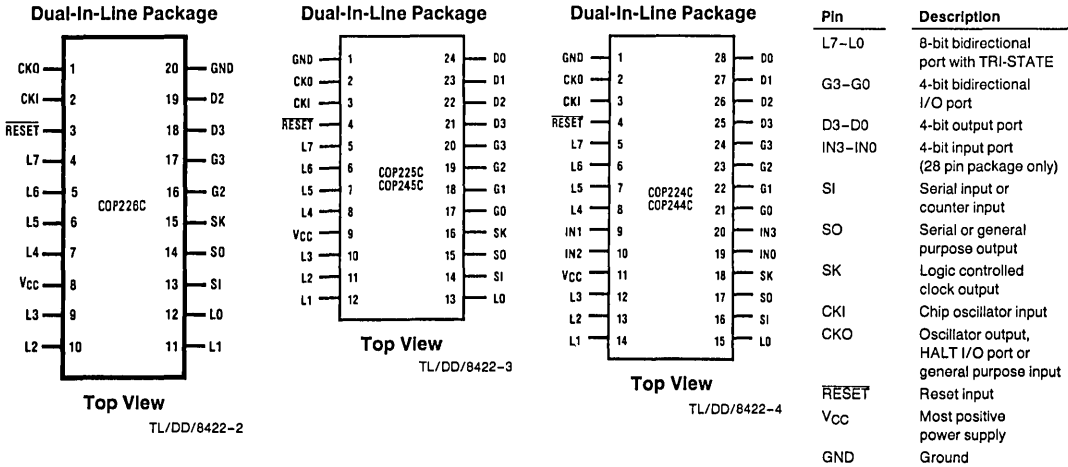 Dual-In-Line Package
CKO 1 20 GND
CKI 2 19 D2
RESET 3 18 D3
L7 4 17 G3
L6 5 16 G2
COP226C
L5 6 15 SK
L4 7 14 SO
VCC 8 13 SI
L3 9 12 L0
L2 10 11 L1
Top View
TL/DD/8422-2
Dual-In-Line Package
GND 1 24 D0
CKO 2 23 D1
CKI 3 22 D2
RESET 4 21 D3
L7 5 20 G3
L6 6 19 G2
COP225C
COP245C
L5 7 18 G1
L4 8 17 G0
VCC 9 16 SK
L3 10 15 SO
L2 11 14 SI
L1 12 13 L0
Top View
TL/DD/8422-3
Dual-In-Line Package
GND 1 28 D0
CKO 2 27 D1
CKI 3 26 D2
RESET 4 25 D3
L7 5 24 G3
L6 6 23 G2
L5 7 22 G1
COP224C
COP244C
L4 8 21 G0
IN1 9 20 IN3
IN2 10 19 IN0
VCC 11 18 SK
L3 12 17 SO
L2 13 16 SI
L1 14 15 L0
Top View
TL/DD/8422-4
Pin Description
L7-L0 8-bit bidirectional
port with TRI-STATE
G3-G0 4-bit bidirectional
I/O port
D3-D0 4-bit output port
IN3-IN0 4-bit input port
(28 pin package only)
SI Serial input or
counter input
SO Serial or general
purpose output
SK Logic controlled
clock output
CKI Chip oscillator input
CKO Oscillator output,
HALT I/O port or
general purpose input
RESET Reset input
VCC Most positive
power supply
GND Ground